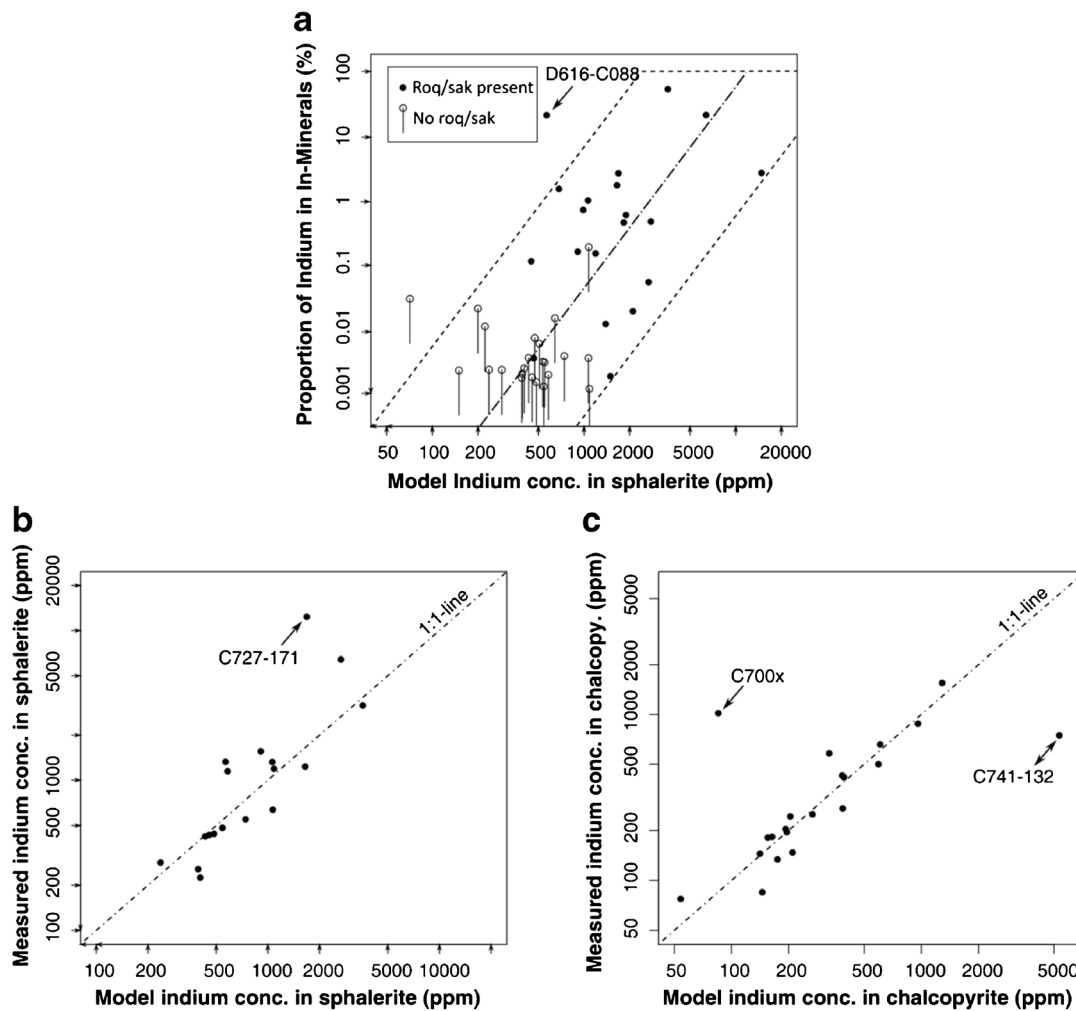 a
Proportion of Indium in In-Minerals (%)
100
10
1
0.1
0.01
0.001
Roq/sak present
No roq/sak
D616-C088
50
100
200
500
1000
2000
5000
20000
Model Indium conc. in sphalerite (ppm)
b
Measured indium conc. in sphalerite (ppm)
20000
5000
1000
500
200
100
C727-171
1:1-line
100
200
500
1000
2000
5000
10000
Model indium conc. in sphalerite (ppm)
c
Measured indium conc. in chalcopy. (ppm)
5000
2000
1000
500
200
100
50
C700x
1:1-line
C741-132
50
100
200
500
1000
2000
5000
Model indium conc. in chalcopyrite (ppm)